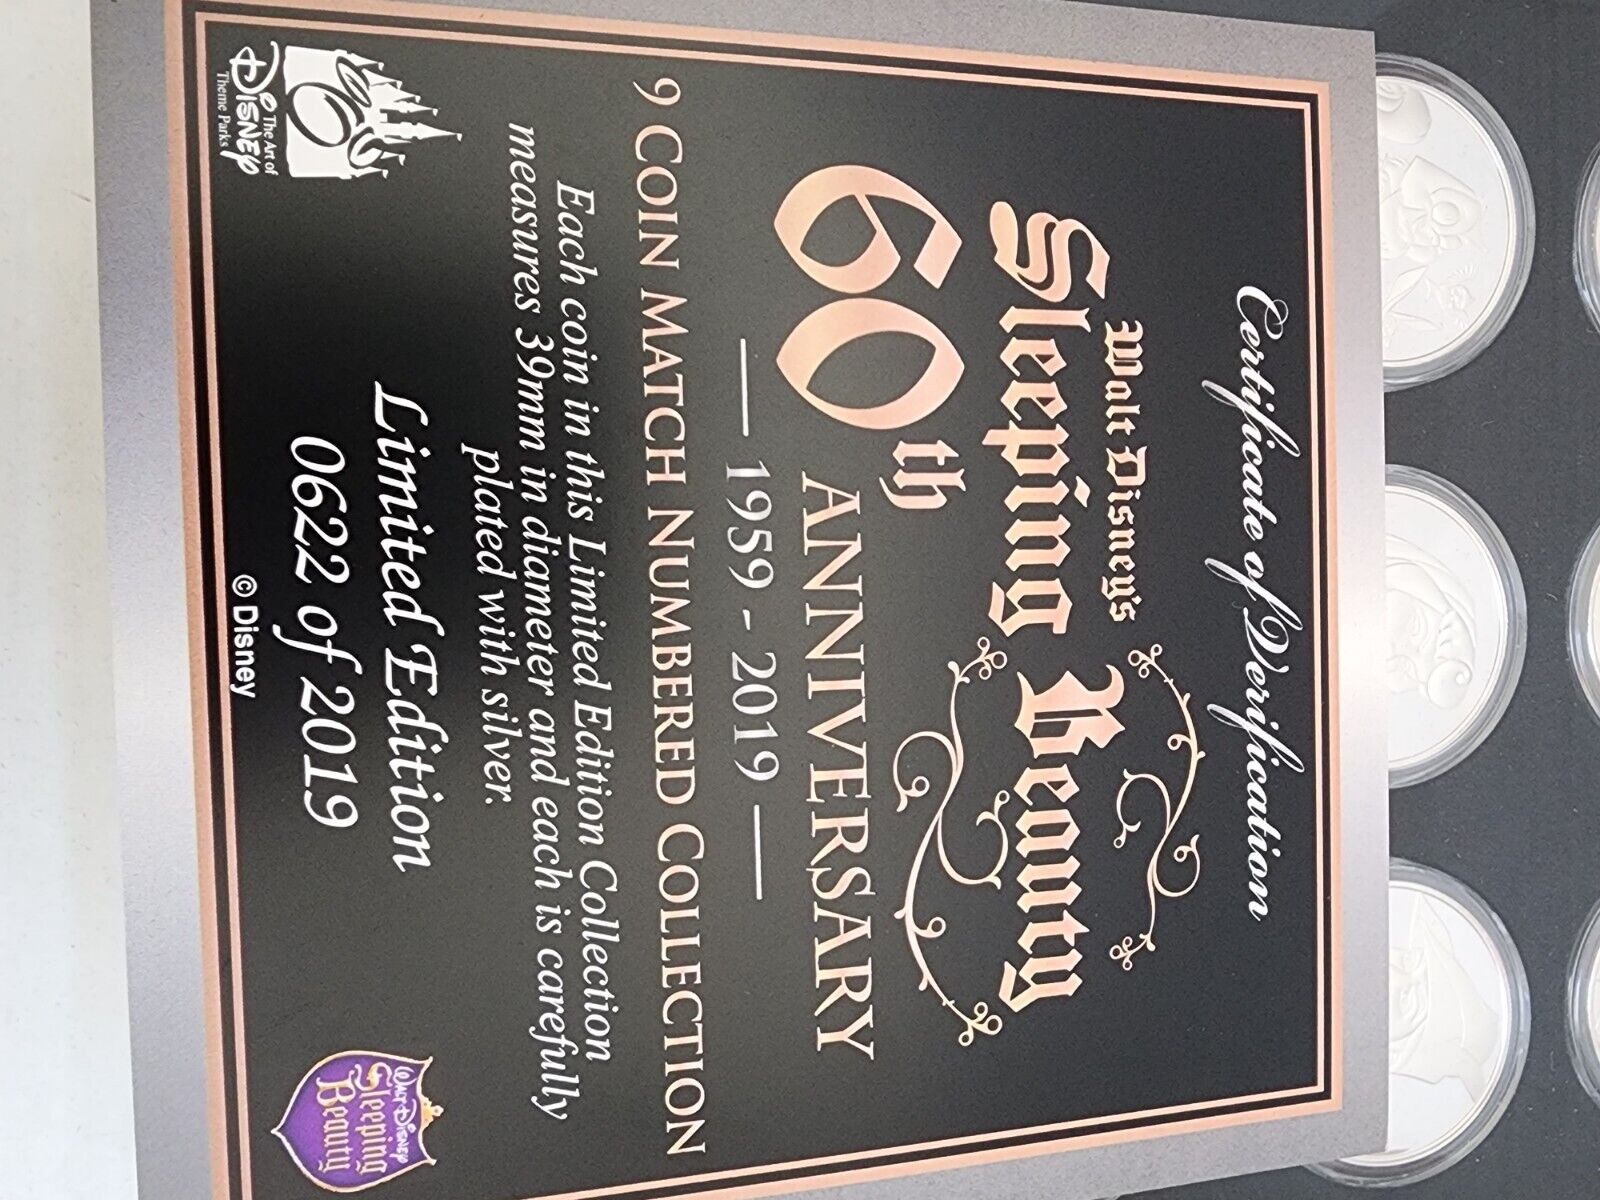 Certificate of Verification
Walt Disney's
Sleeping Beauty
60th ANNIVERSARY
— 1959 - 2019 —
9 COIN MATCH NUMBERED COLLECTION
Each coin in this Limited Edition Collection
measures 39mm in diameter and each is carefully
plated with silver.
Limited Edition
0622 of 2019
60
The Art of
Disney
Theme Parks
© Disney
WALT DISNEY
Sleeping
Beauty